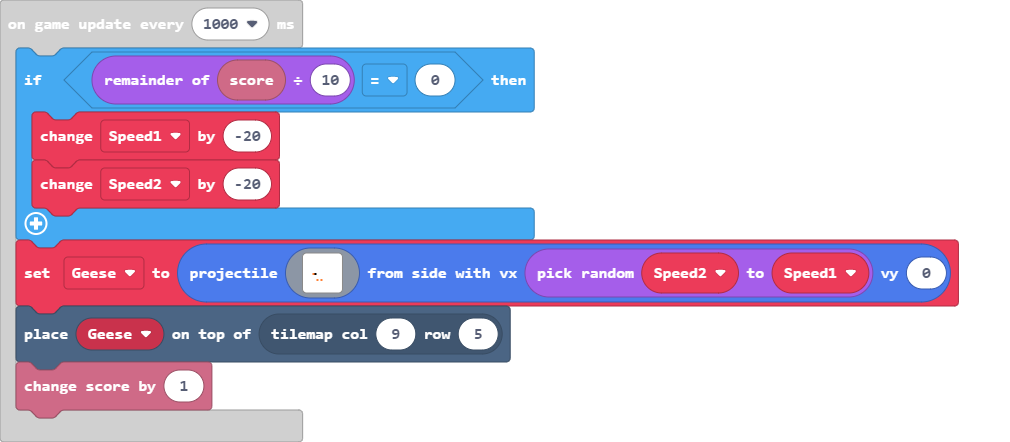 on game update every 1000 ms
if remainder of score ÷ 10 = 0 then
change Speed1 by -20
change Speed2 by -20
set Geese to projectile from side with vx pick random Speed2 to Speed1 vy 0
place Geese on top of tilemap col 9 row 5
change score by 1